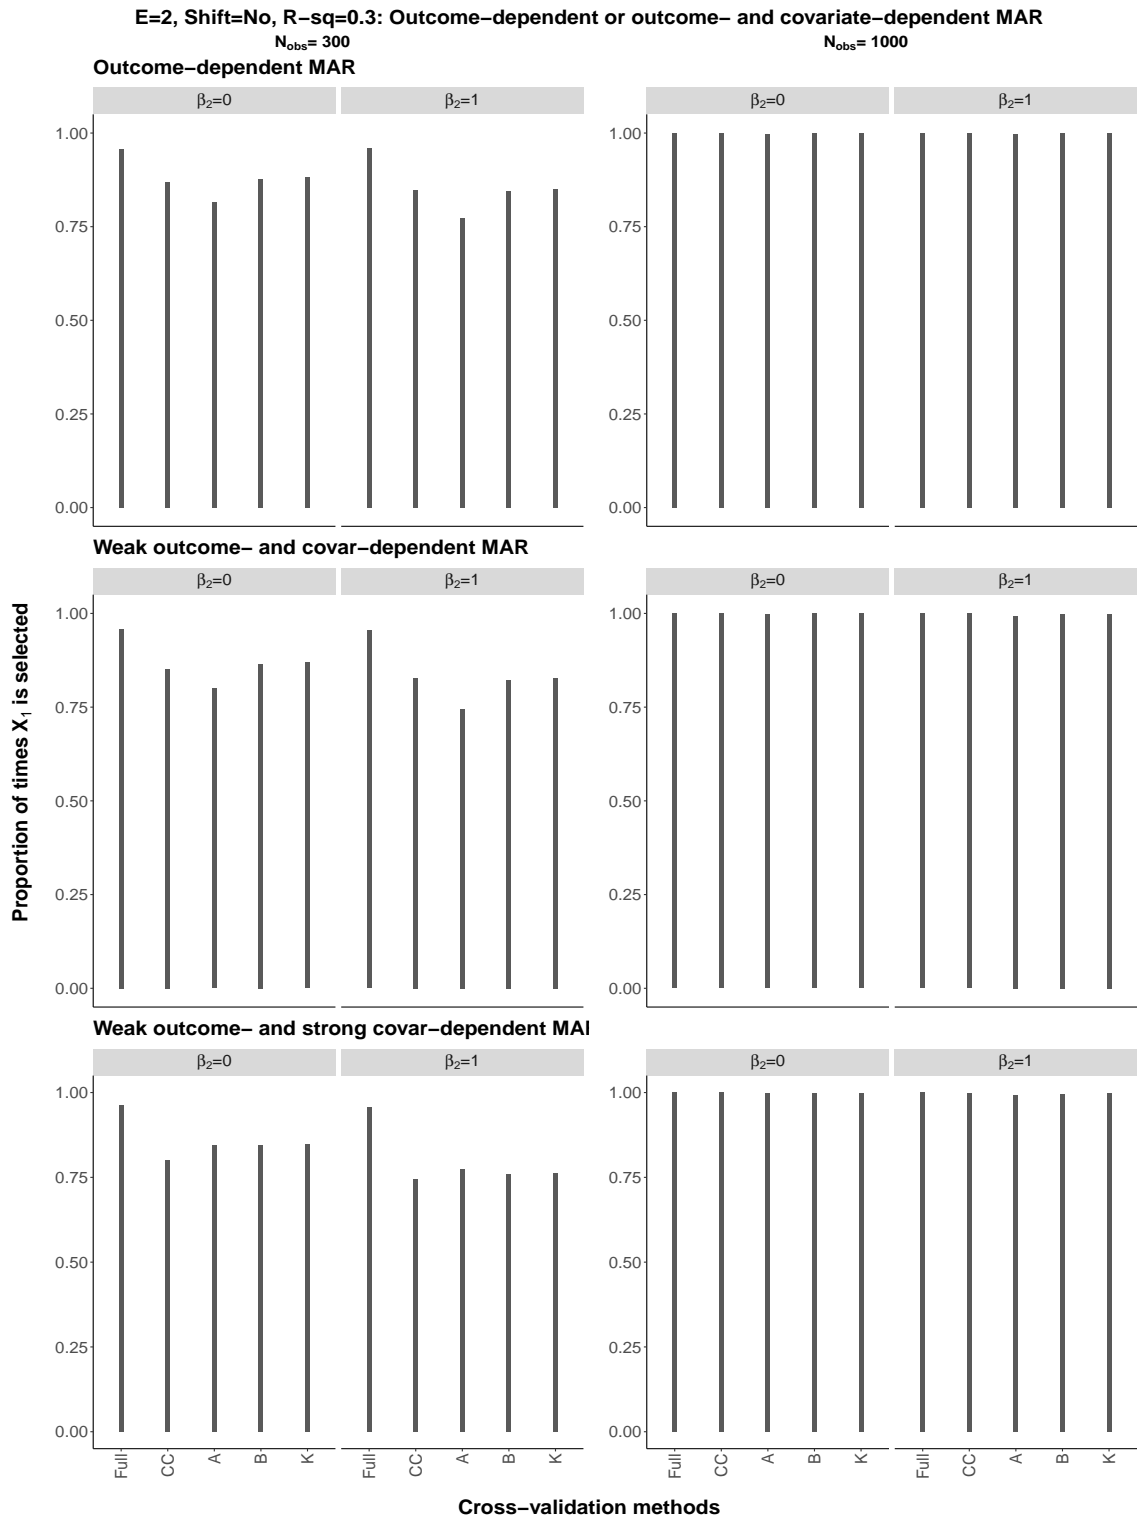 E=2, Shift=No, R−sq=0.3: Outcome−dependent or outcome− and covariate−dependent MAR
N_obs= 300
N_obs= 1000
Outcome−dependent MAR
β₂=0
β₂=1
β₂=0
β₂=1
1.00
0.75
0.50
0.25
0.00
1.00
0.75
0.50
0.25
0.00
Weak outcome− and covar−dependent MAR
β₂=0
β₂=1
β₂=0
β₂=1
1.00
0.75
0.50
0.25
0.00
1.00
0.75
0.50
0.25
0.00
Proportion of times X₁ is selected
Weak outcome− and strong covar−dependent MAI
β₂=0
β₂=1
β₂=0
β₂=1
1.00
0.75
0.50
0.25
0.00
1.00
0.75
0.50
0.25
0.00
Full CC A B K
Full CC A B K
Full CC A B K
Full CC A B K
Cross−validation methods